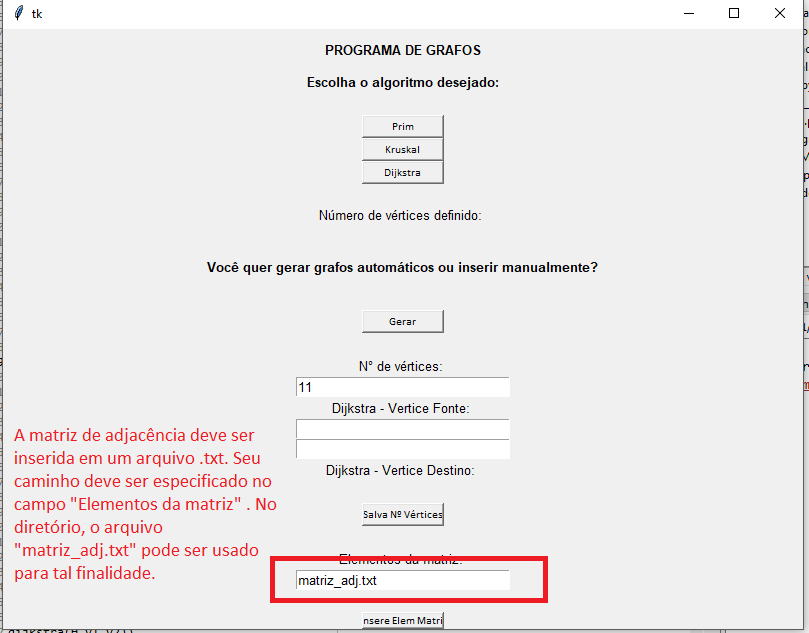 tk
PROGRAMA DE GRAFOS
Escolha o algoritmo desejado:
Prim
Kruskal
Dijkstra
Número de vértices definido:
Você quer gerar grafos automáticos ou inserir manualmente?
Gerar
N° de vértices:
11
Dijkstra - Vertice Fonte:
Dijkstra - Vertice Destino:
Salva Nº Vértices
A matriz de adjacência deve ser
inserida em um arquivo .txt. Seu
caminho deve ser especificado no
campo "Elementos da matriz" . No
diretório, o arquivo
"matriz_adj.txt" pode ser usado
para tal finalidade.
Elementos da matriz:
matriz_adj.txt
nsere Elem Matri